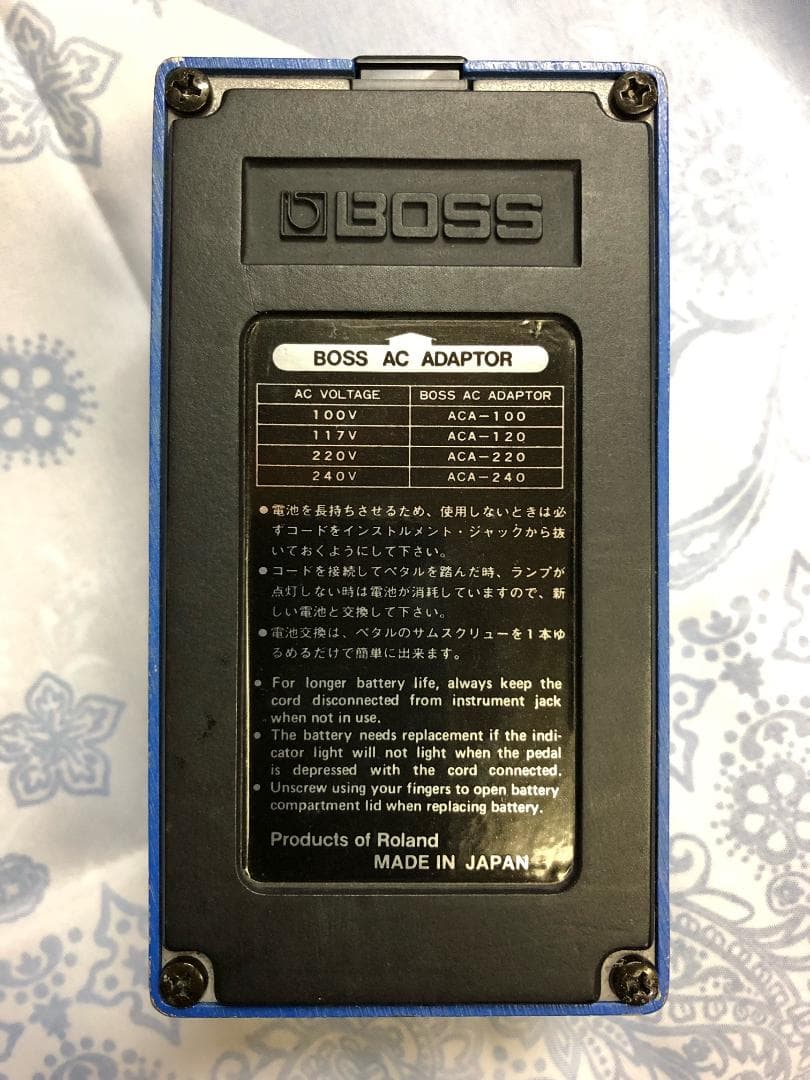 BOSS
BOSS AC ADAPTOR
AC VOLTAGE BOSS AC ADAPTOR
100V ACA-100
117V ACA-120
220V ACA-220
240V ACA-240
●電池を長持ちさせるため、使用しないときは必
ずコードをインストルメント・ジャックから抜
いておくようにして下さい。
●コードを接続してペタルを踏んだ時、ランプが
点灯しない時は電池が消耗していますので、新
しい電池と交換して下さい。
●電池交換は、ペタルのサムスクリューを1本ゆ
るめるだけで簡単に出来ます。
● For longer battery life, always keep the
cord disconnected from instrument jack
when not in use.
● The battery needs replacement if the indi-
cator light will not light when the pedal
is depressed with the cord connected.
● Unscrew using your fingers to open battery
compartment lid when replacing battery.
Products of Roland
MADE IN JAPAN